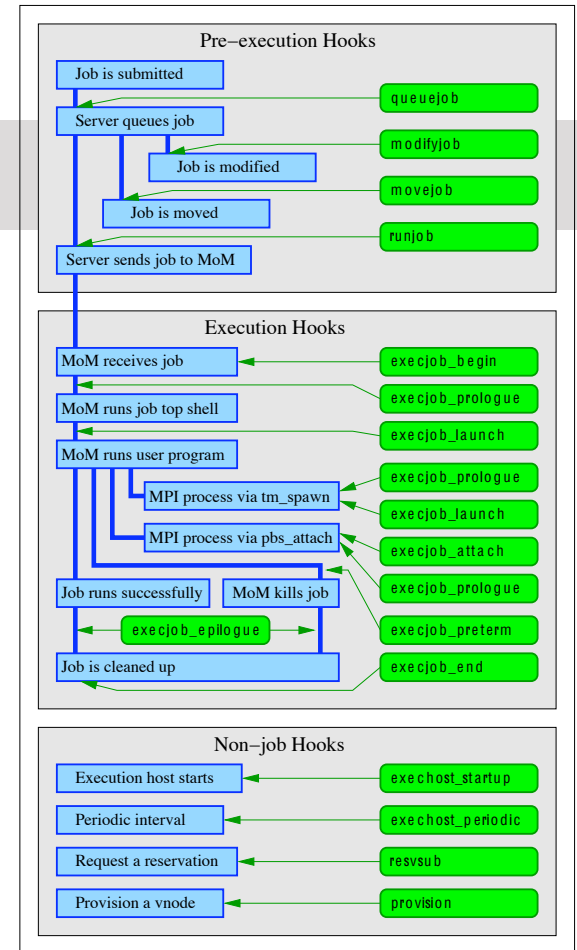 Pre−execution Hooks
Job is submitted
queuejob
Server queues job
modifyjob
Job is modified
movejob
Job is moved
runjob
Server sends job to MoM
Execution Hooks
MoM receives job
execjob_begin
execjob_prologue
MoM runs job top shell
execjob_launch
MoM runs user program
execjob_prologue
MPI process via tm_spawn
execjob_launch
MPI process via pbs_attach
execjob_attach
execjob_prologue
Job runs successfully
MoM kills job
execjob_epilogue
execjob_preterm
Job is cleaned up
execjob_end
Non−job Hooks
Execution host starts
exechost_startup
Periodic interval
exechost_periodic
Request a reservation
resvsub
Provision a vnode
provision